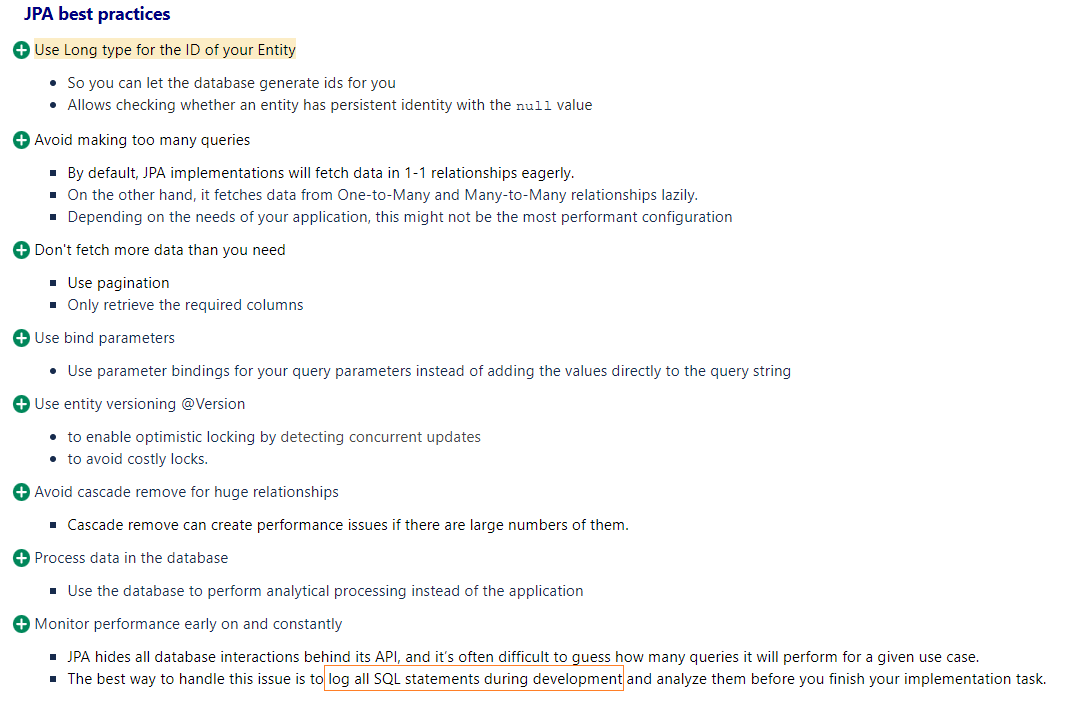 JPA best practices
Use Long type for the ID of your Entity
So you can let the database generate ids for you
Allows checking whether an entity has persistent identity with the null value
Avoid making too many queries
By default, JPA implementations will fetch data in 1-1 relationships eagerly.
On the other hand, it fetches data from One-to-Many and Many-to-Many relationships lazily.
Depending on the needs of your application, this might not be the most performant configuration
Don't fetch more data than you need
Use pagination
Only retrieve the required columns
Use bind parameters
Use parameter bindings for your query parameters instead of adding the values directly to the query string
Use entity versioning @Version
to enable optimistic locking by detecting concurrent updates
to avoid costly locks.
Avoid cascade remove for huge relationships
Cascade remove can create performance issues if there are large numbers of them.
Process data in the database
Use the database to perform analytical processing instead of the application
Monitor performance early on and constantly
JPA hides all database interactions behind its API, and it's often difficult to guess how many queries it will perform for a given use case.
The best way to handle this issue is to log all SQL statements during development and analyze them before you finish your implementation task.